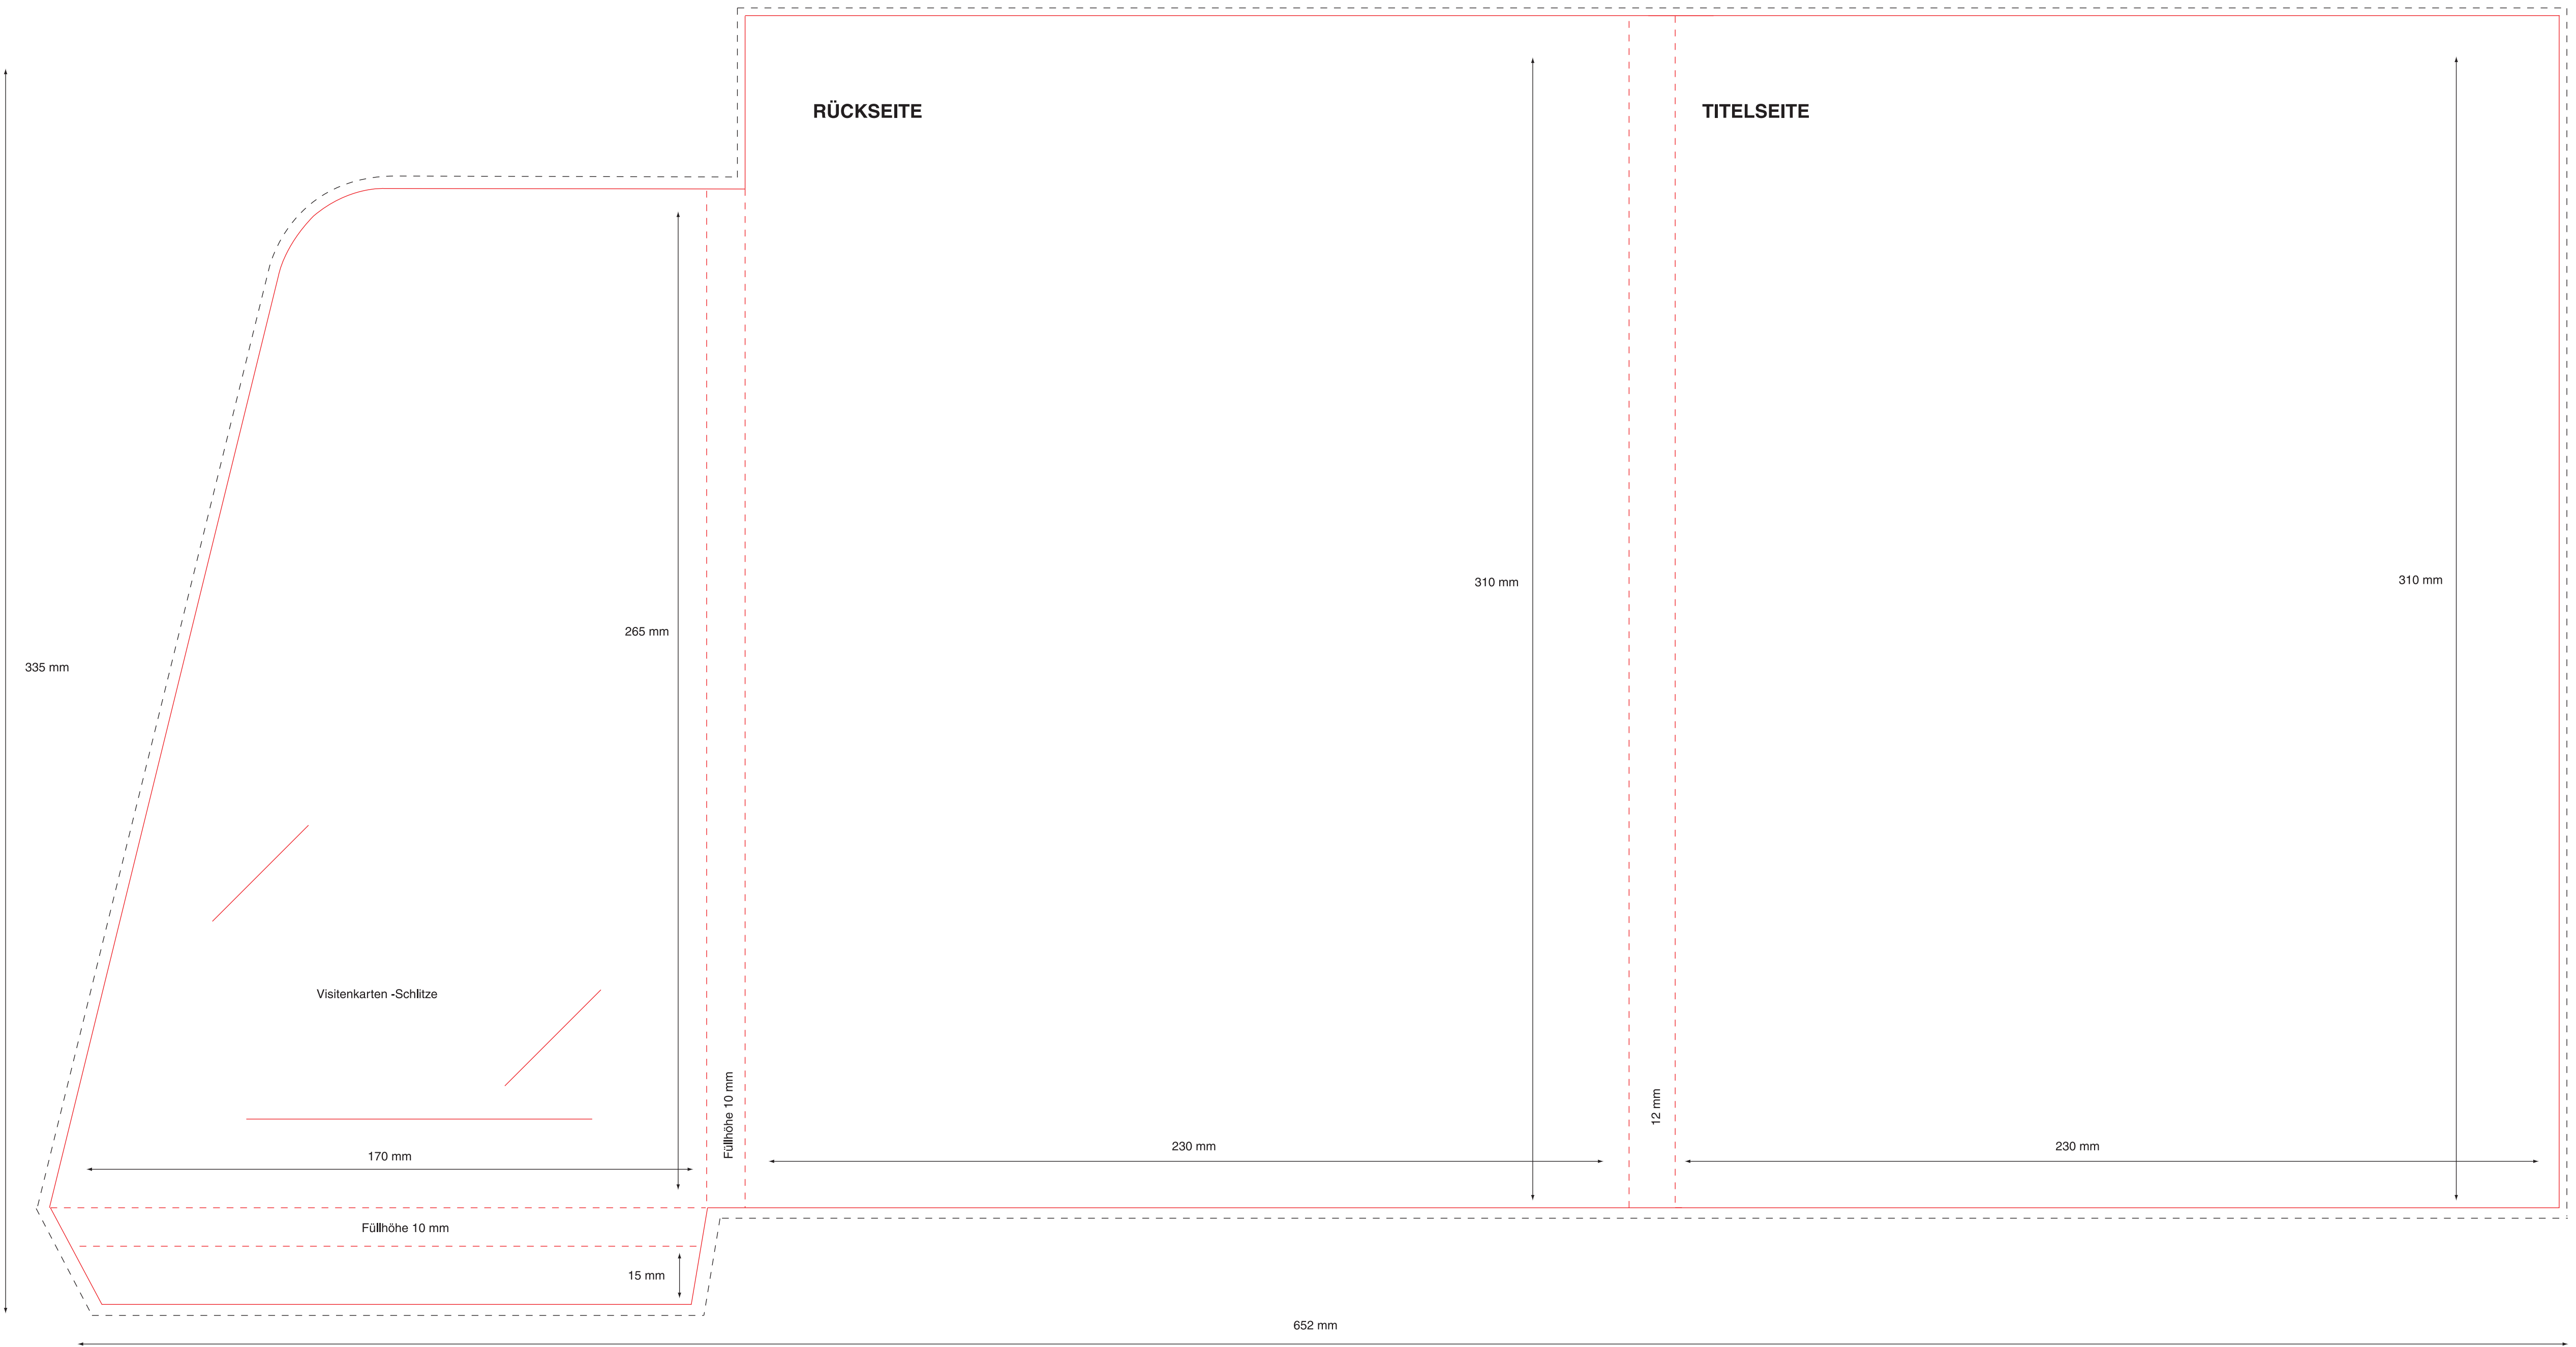 RÜCKSEITE
TITELSEITE
310 mm
310 mm
265 mm
335 mm
Visitenkarten -Schlitze
Füllhöhe 10 mm
12 mm
230 mm
230 mm
170 mm
Füllhöhe 10 mm
15 mm
652 mm